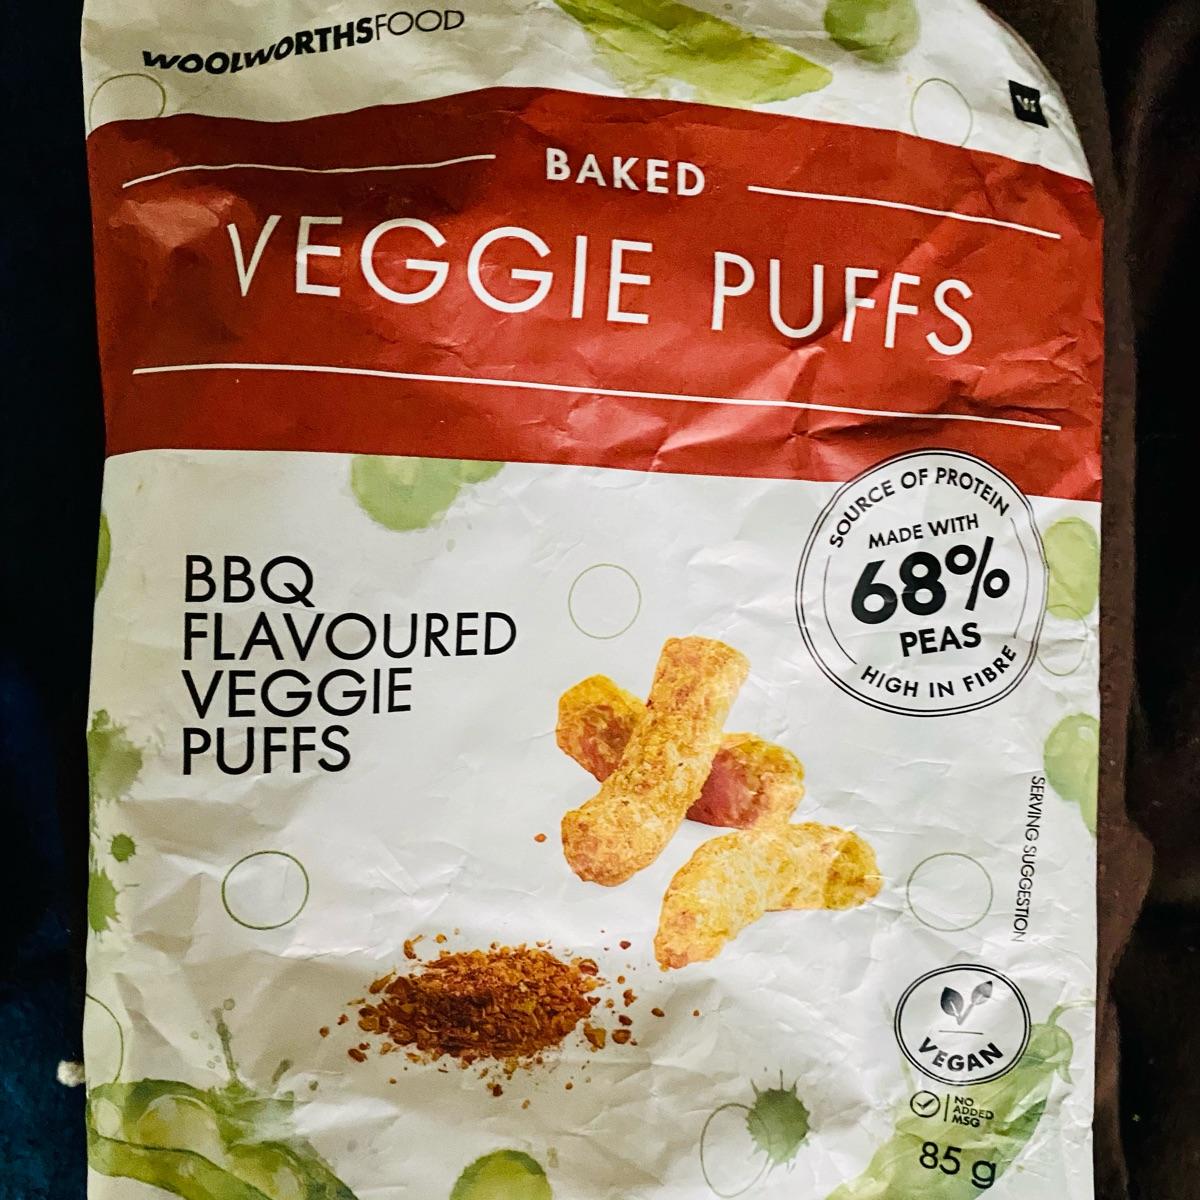 WOOLWORTHSFOOD
W
BAKED
VEGGIE PUFFS
SOURCE OF PROTEIN
MADE WITH
68%
PEAS
HIGH IN FIBRE
BBQ
FLAVOURED
VEGGIE
PUFFS
SERVING SUGGESTION
VEGAN
NO
ADDED
MSG
85 g